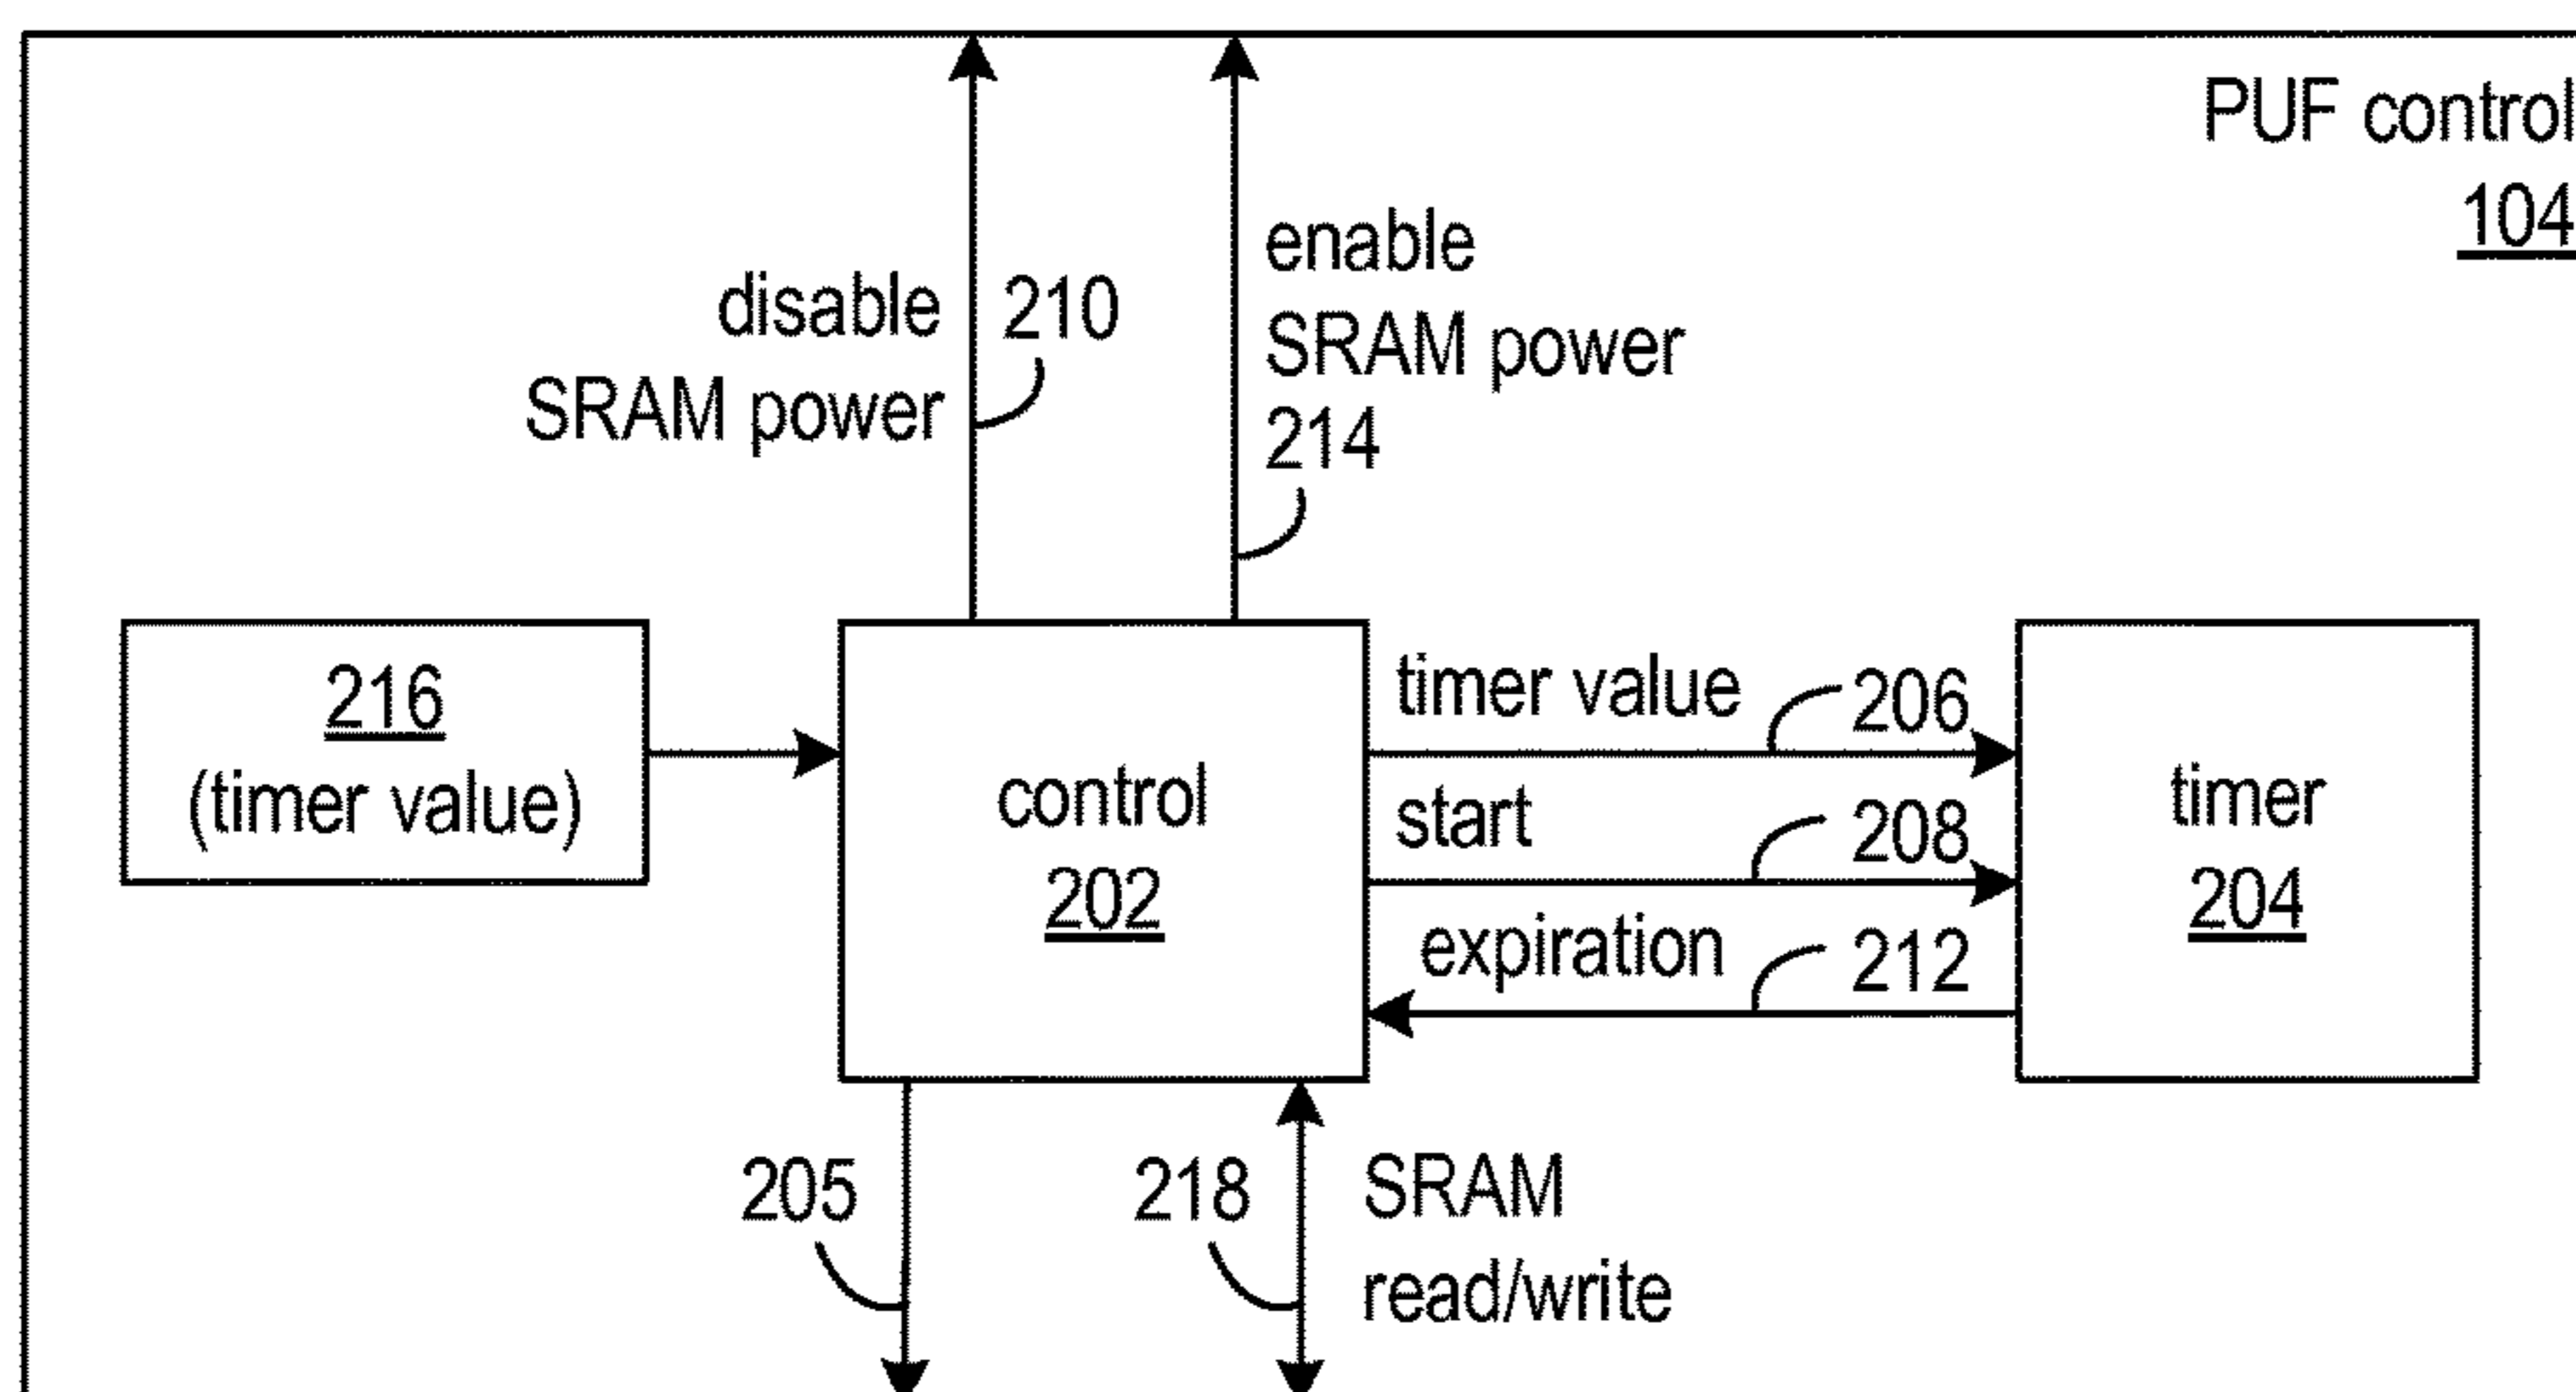 PUF control
104
disable
SRAM power
210
enable
SRAM power
214
216
(timer value)
control
202
timer value
206
start
208
expiration
212
timer
204
205
218
SRAM
read/write